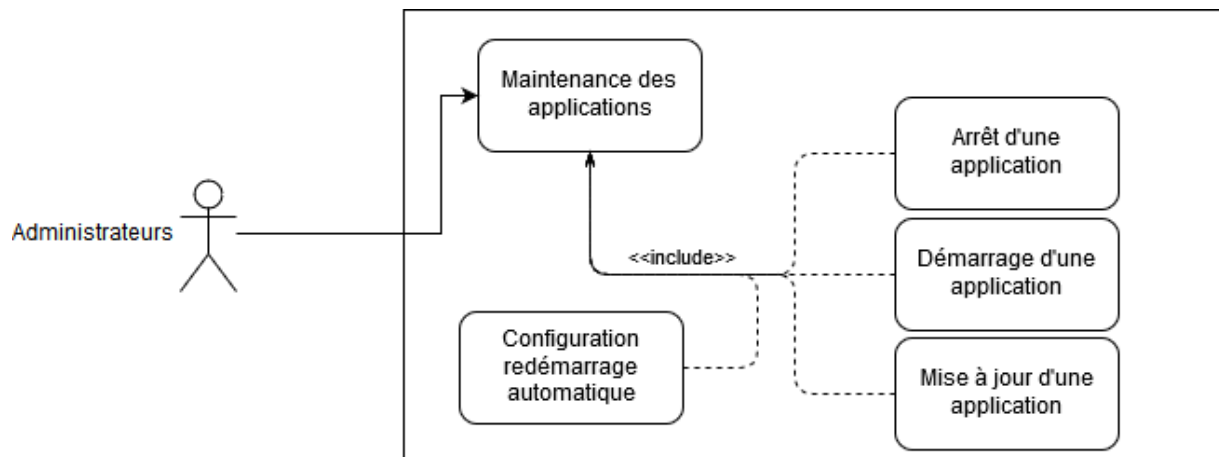 Maintenance des
applications
Arrêt d'une
application
Administrateurs
<<include>>
Démarrage d'une
application
Configuration
redémarrage
automatique
Mise à jour d'une
application